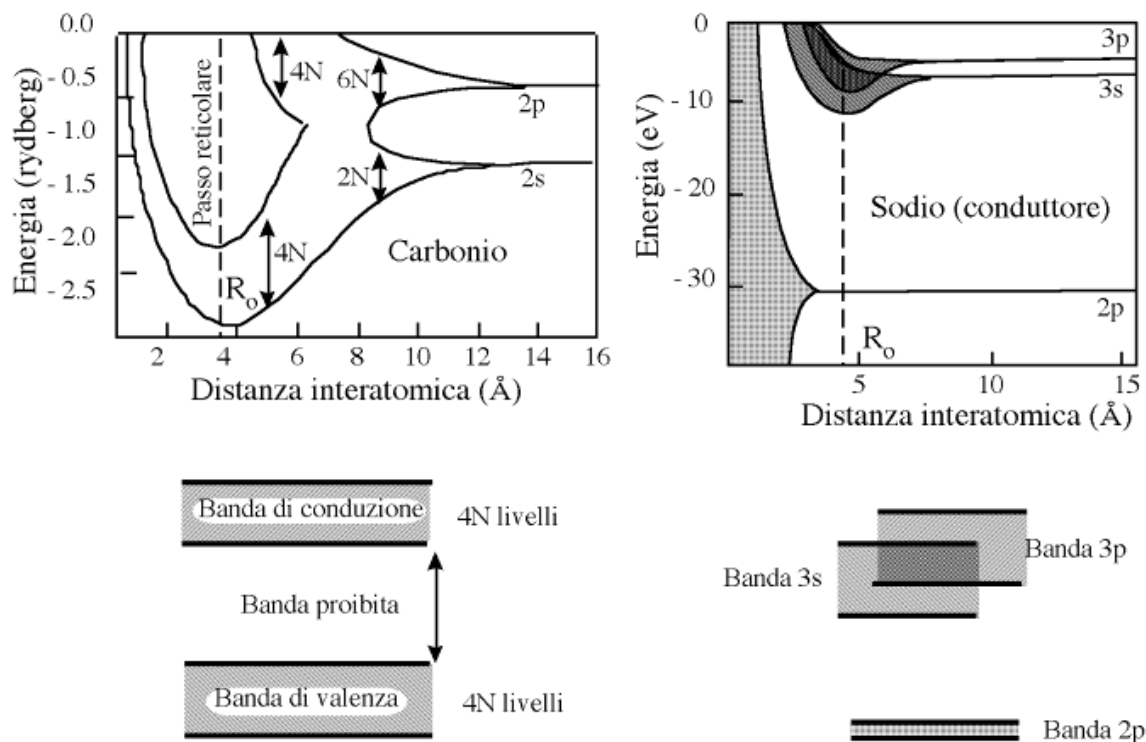 Energia (rydberg)
0.0
- 0.5
- 1.0
- 1.5
- 2.0
- 2.5
Passo reticolare
4N
6N
2p
2N
2s
4N
R₀
Carbonio
2
4
6
8
10
12
14
16
Distanza interatomica (Å)
Energia (eV)
0
- 10
- 20
- 30
3p
3s
Sodio (conduttore)
2p
R₀
5
10
15
Distanza interatomica (Å)
Banda di conduzione
4N livelli
Banda proibita
Banda di valenza
4N livelli
Banda 3s
Banda 3p
Banda 2p